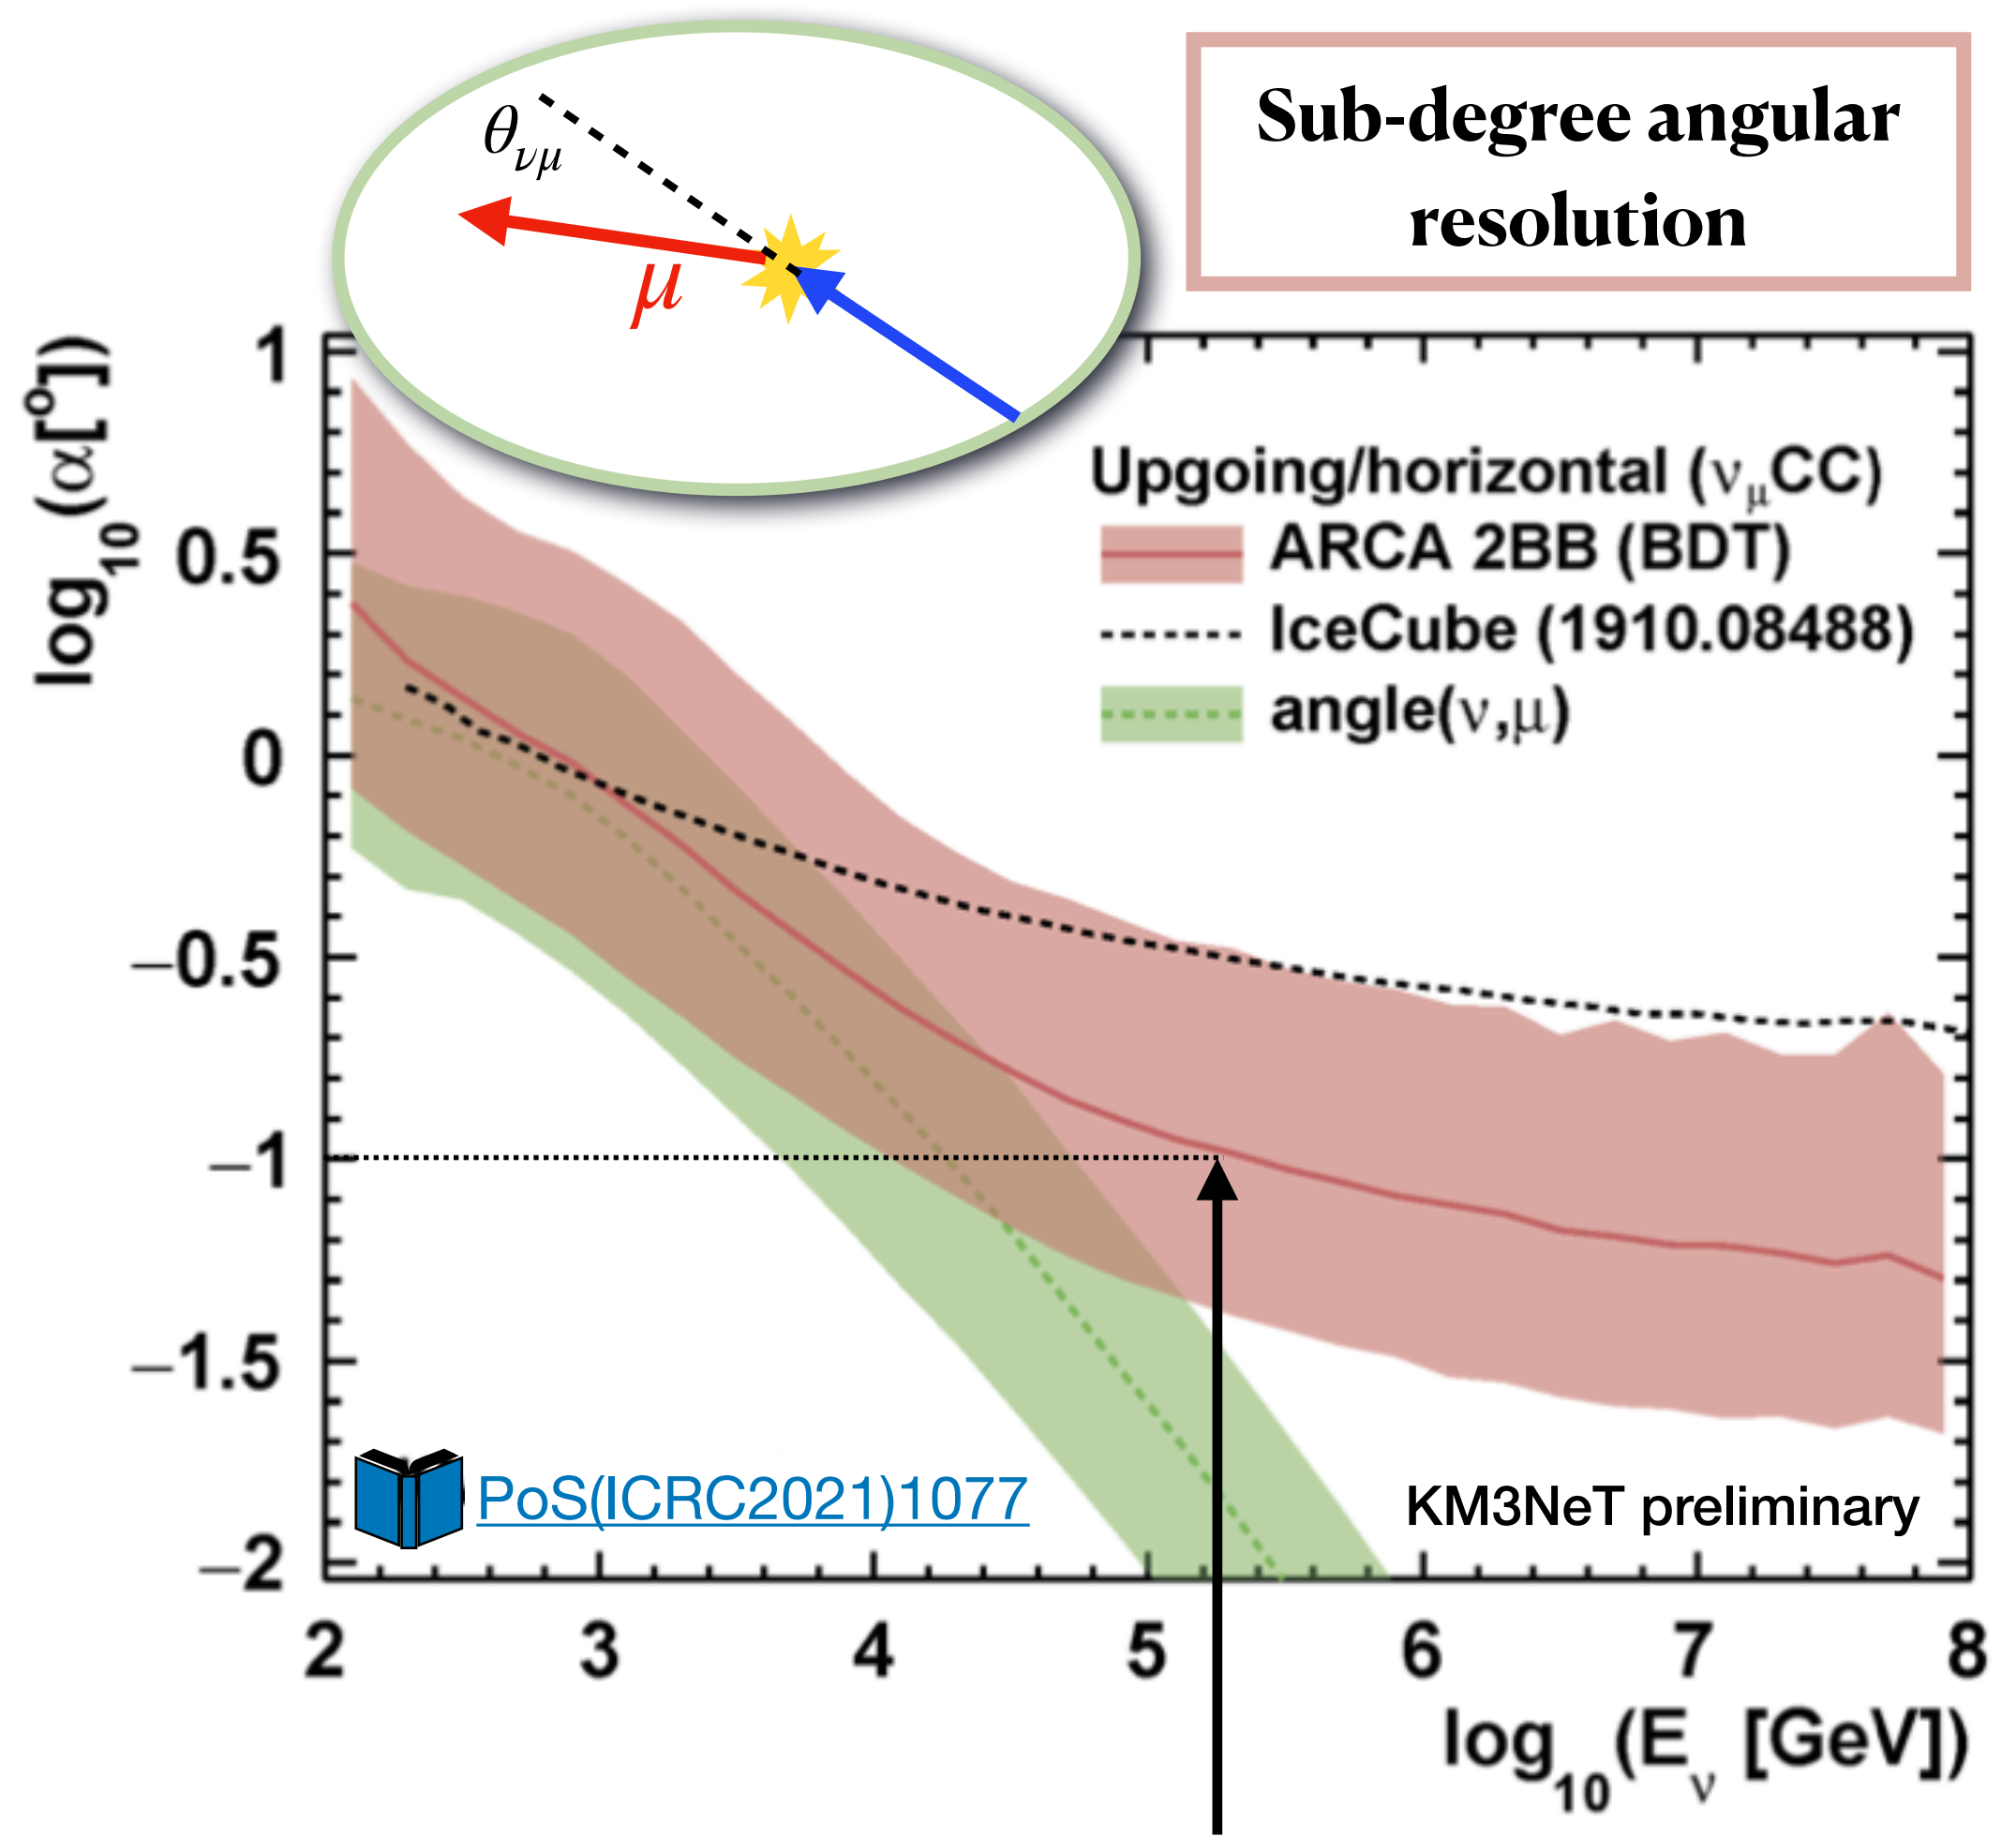 Sub-degree angular
resolution
θνμ
μ
log10(α[°])
1
0.5
0
−0.5
−1
−1.5
−2
Upgoing/horizontal (νμCC)
ARCA 2BB (BDT)
IceCube (1910.08488)
angle(ν,μ)
PoS(ICRC2021)1077
KM3NeT preliminary
2 3 4 5 6 7 8
log10(Eν [GeV])